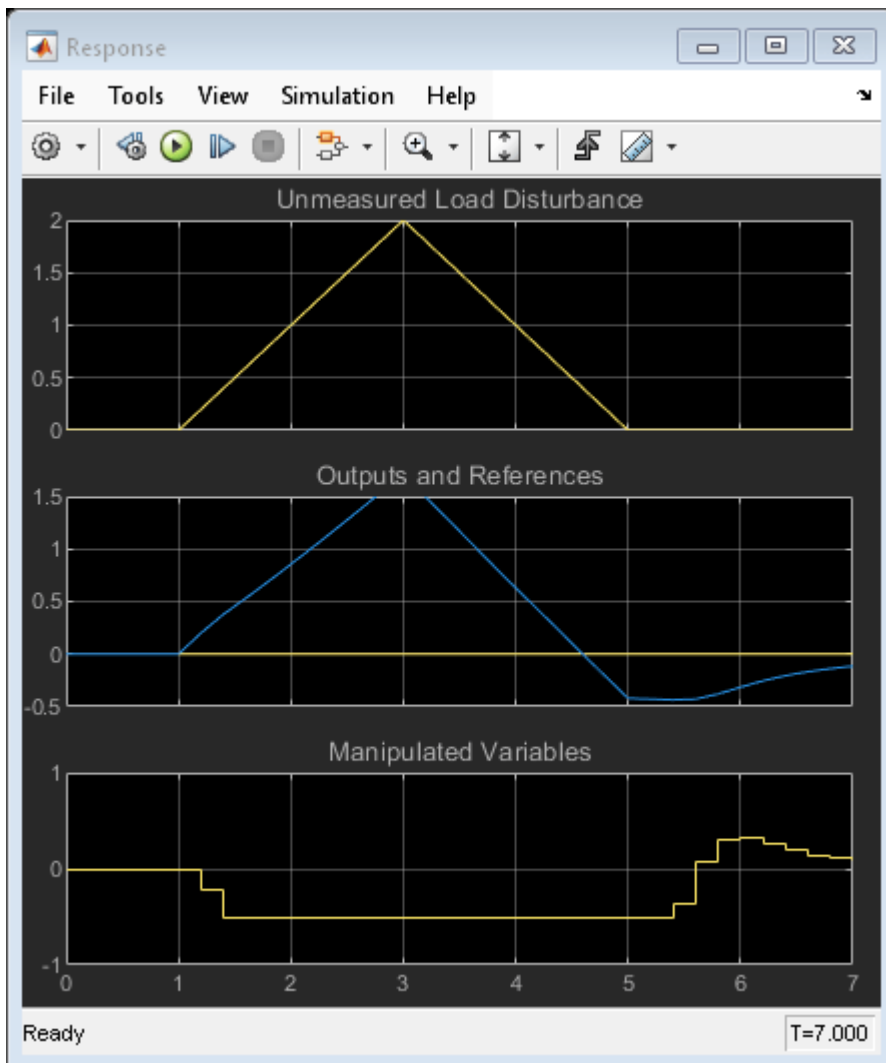 Response
File Tools View Simulation Help
Unmeasured Load Disturbance
2
1.5
1
0.5
0
Outputs and References
1.5
1
0.5
0
-0.5
Manipulated Variables
1
0
-1
0 1 2 3 4 5 6 7
Ready T=7.000